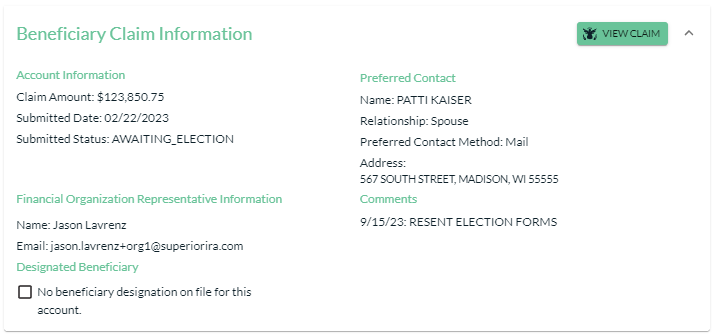 Beneficiary Claim Information
VIEW CLAIM
Account Information
Claim Amount: $123,850.75
Submitted Date: 02/22/2023
Submitted Status: AWAITING_ELECTION
Preferred Contact
Name: PATTI KAISER
Relationship: Spouse
Preferred Contact Method: Mail
Address:
567 SOUTH STREET, MADISON, WI 55555
Financial Organization Representative Information
Name: Jason Lavrenz
Email: jason.lavrenz+org1@superiorira.com
Comments
9/15/23: RESENT ELECTION FORMS
Designated Beneficiary
No beneficiary designation on file for this
account.